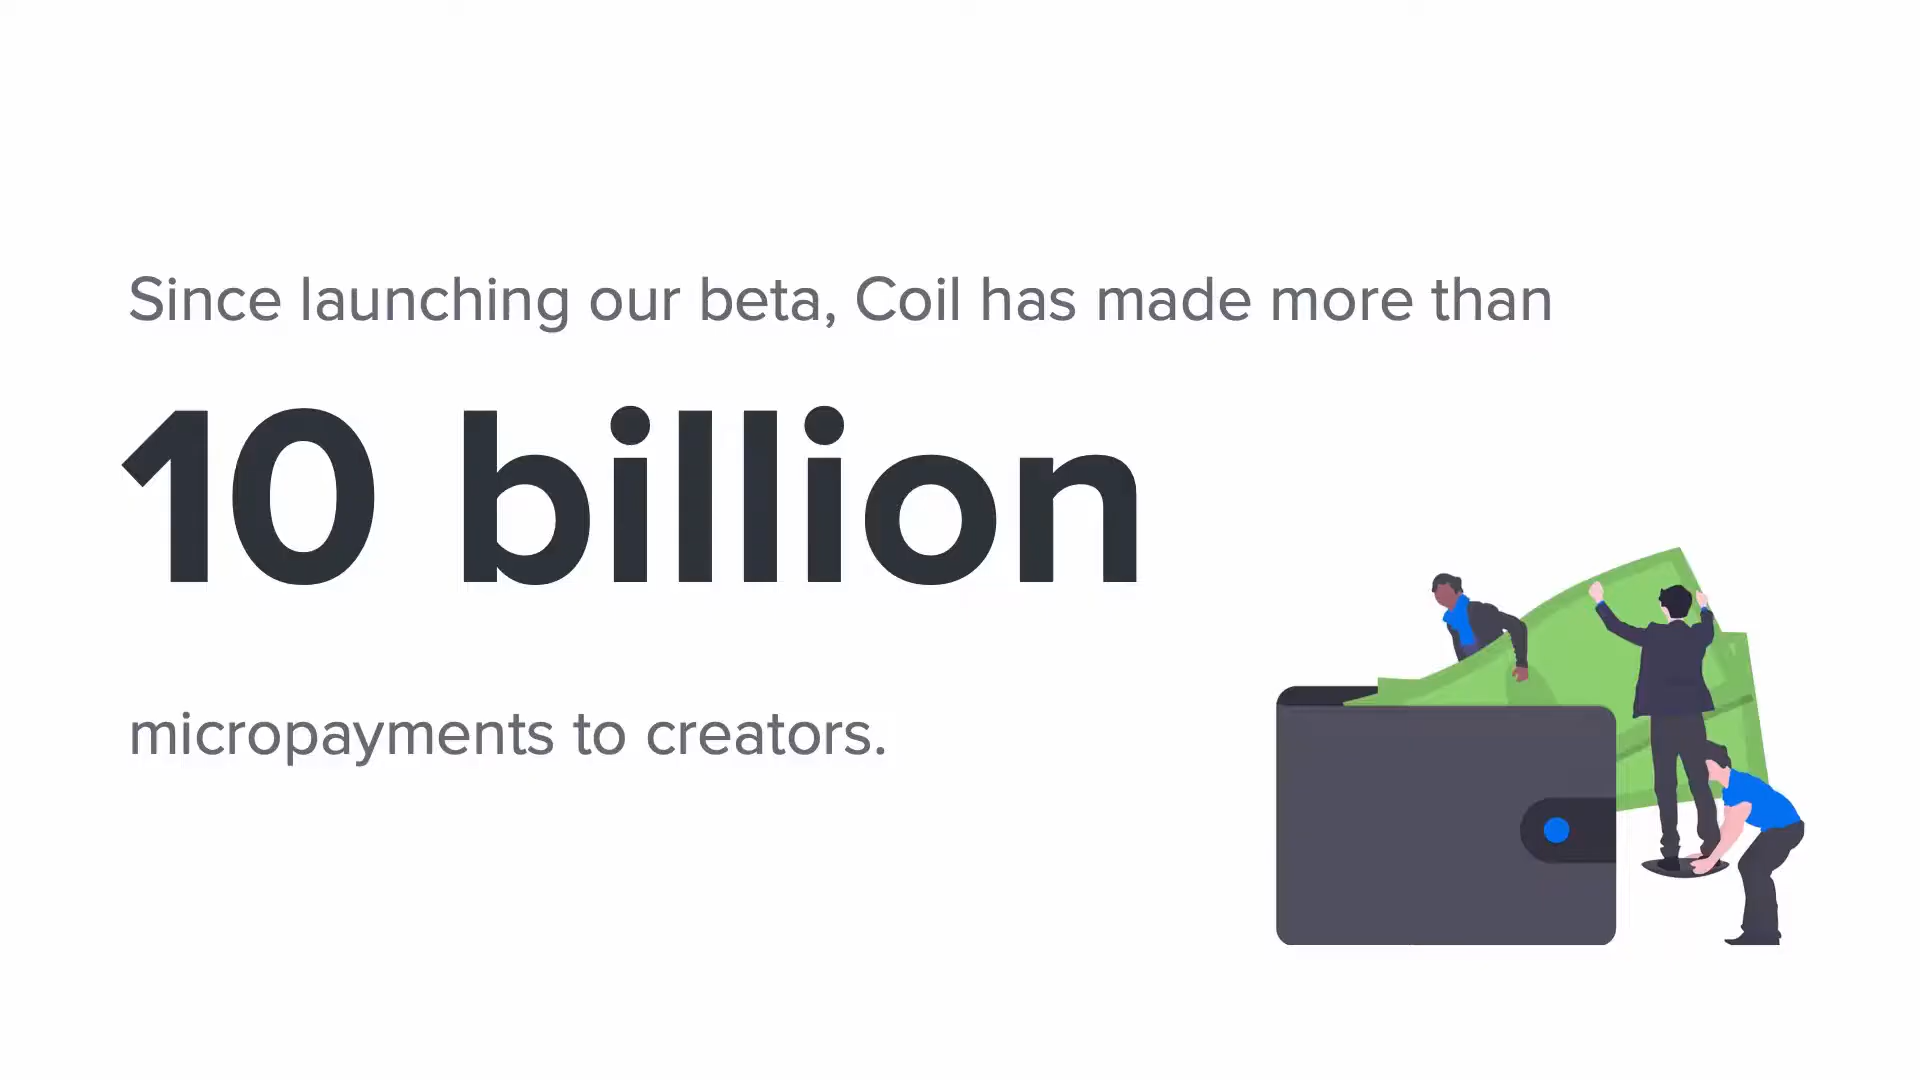 Since launching our beta, Coil has made more than
10 billion
micropayments to creators.